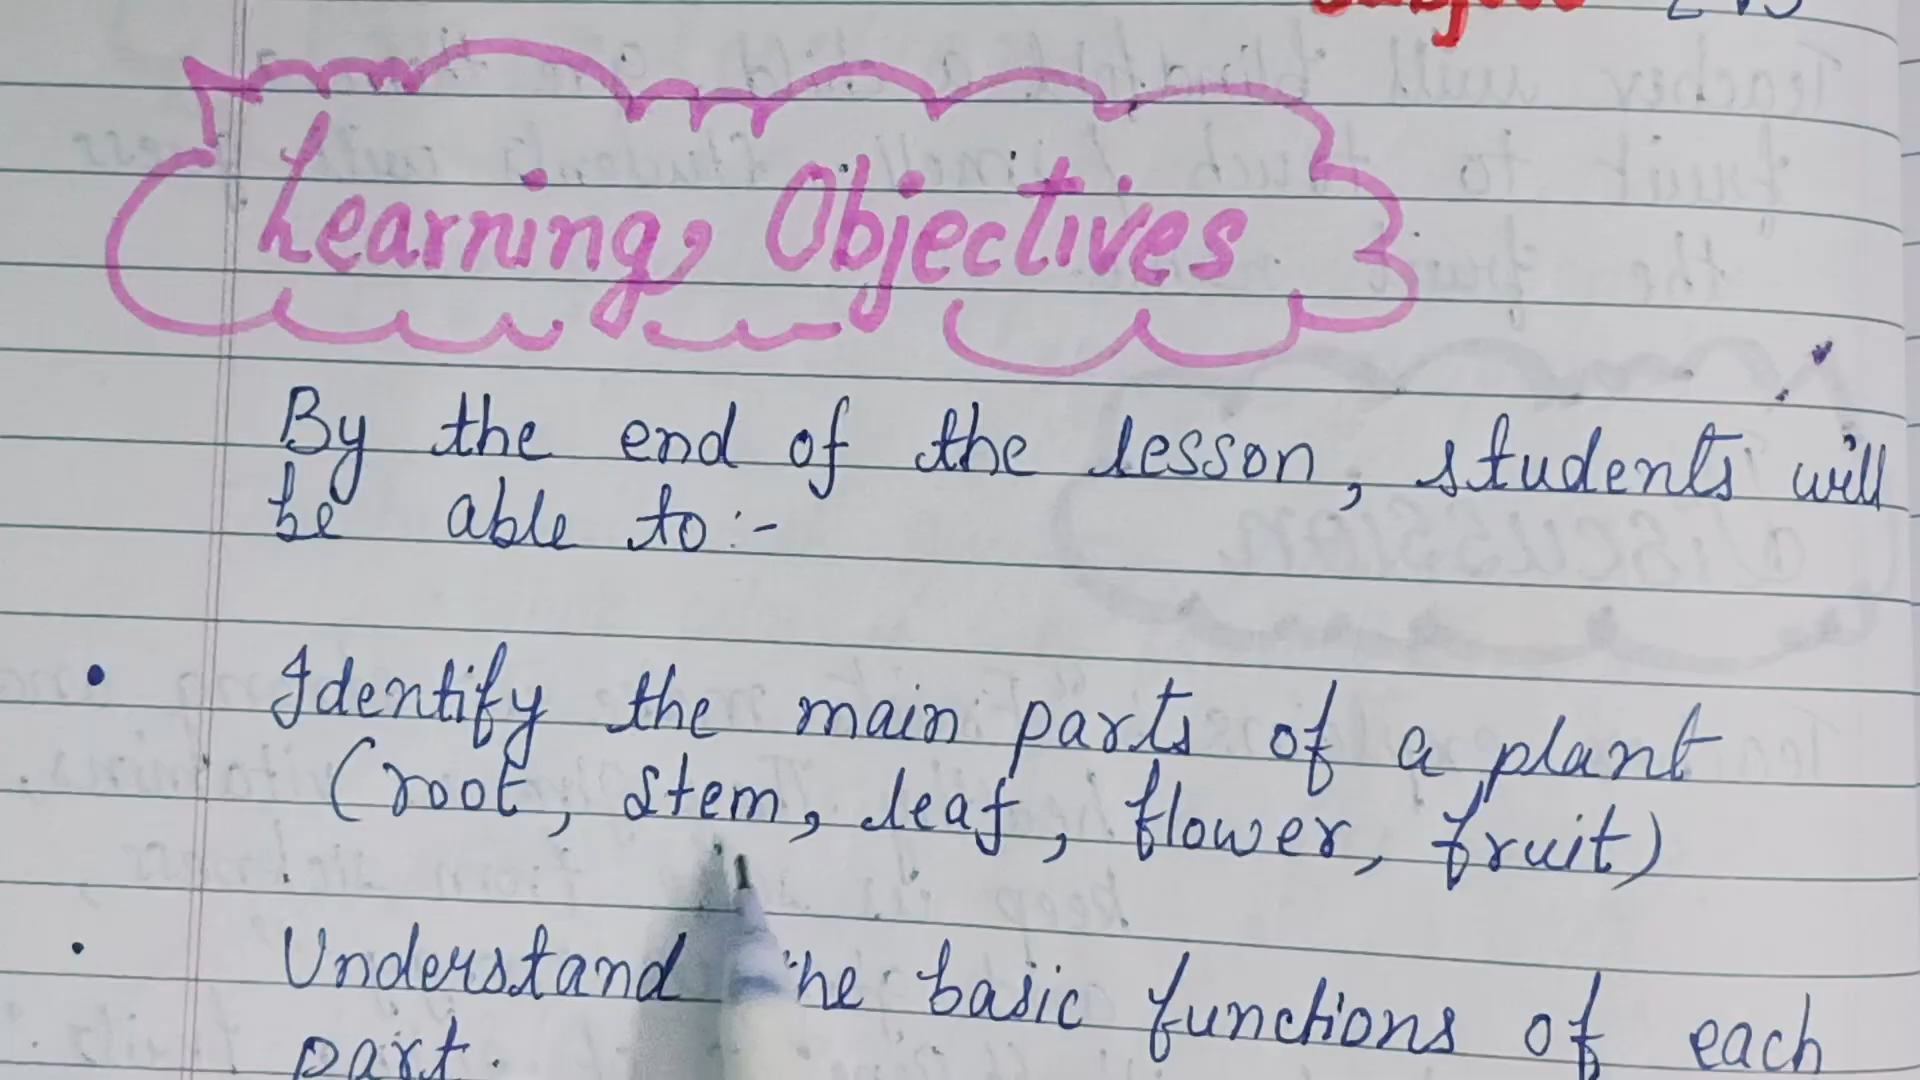 Learning Objectives
By the end of the lesson, students will
be able to:-
• Identify the main parts of a plant
(root, stem, leaf, flower, fruit)
• Understand the basic functions of each
part.